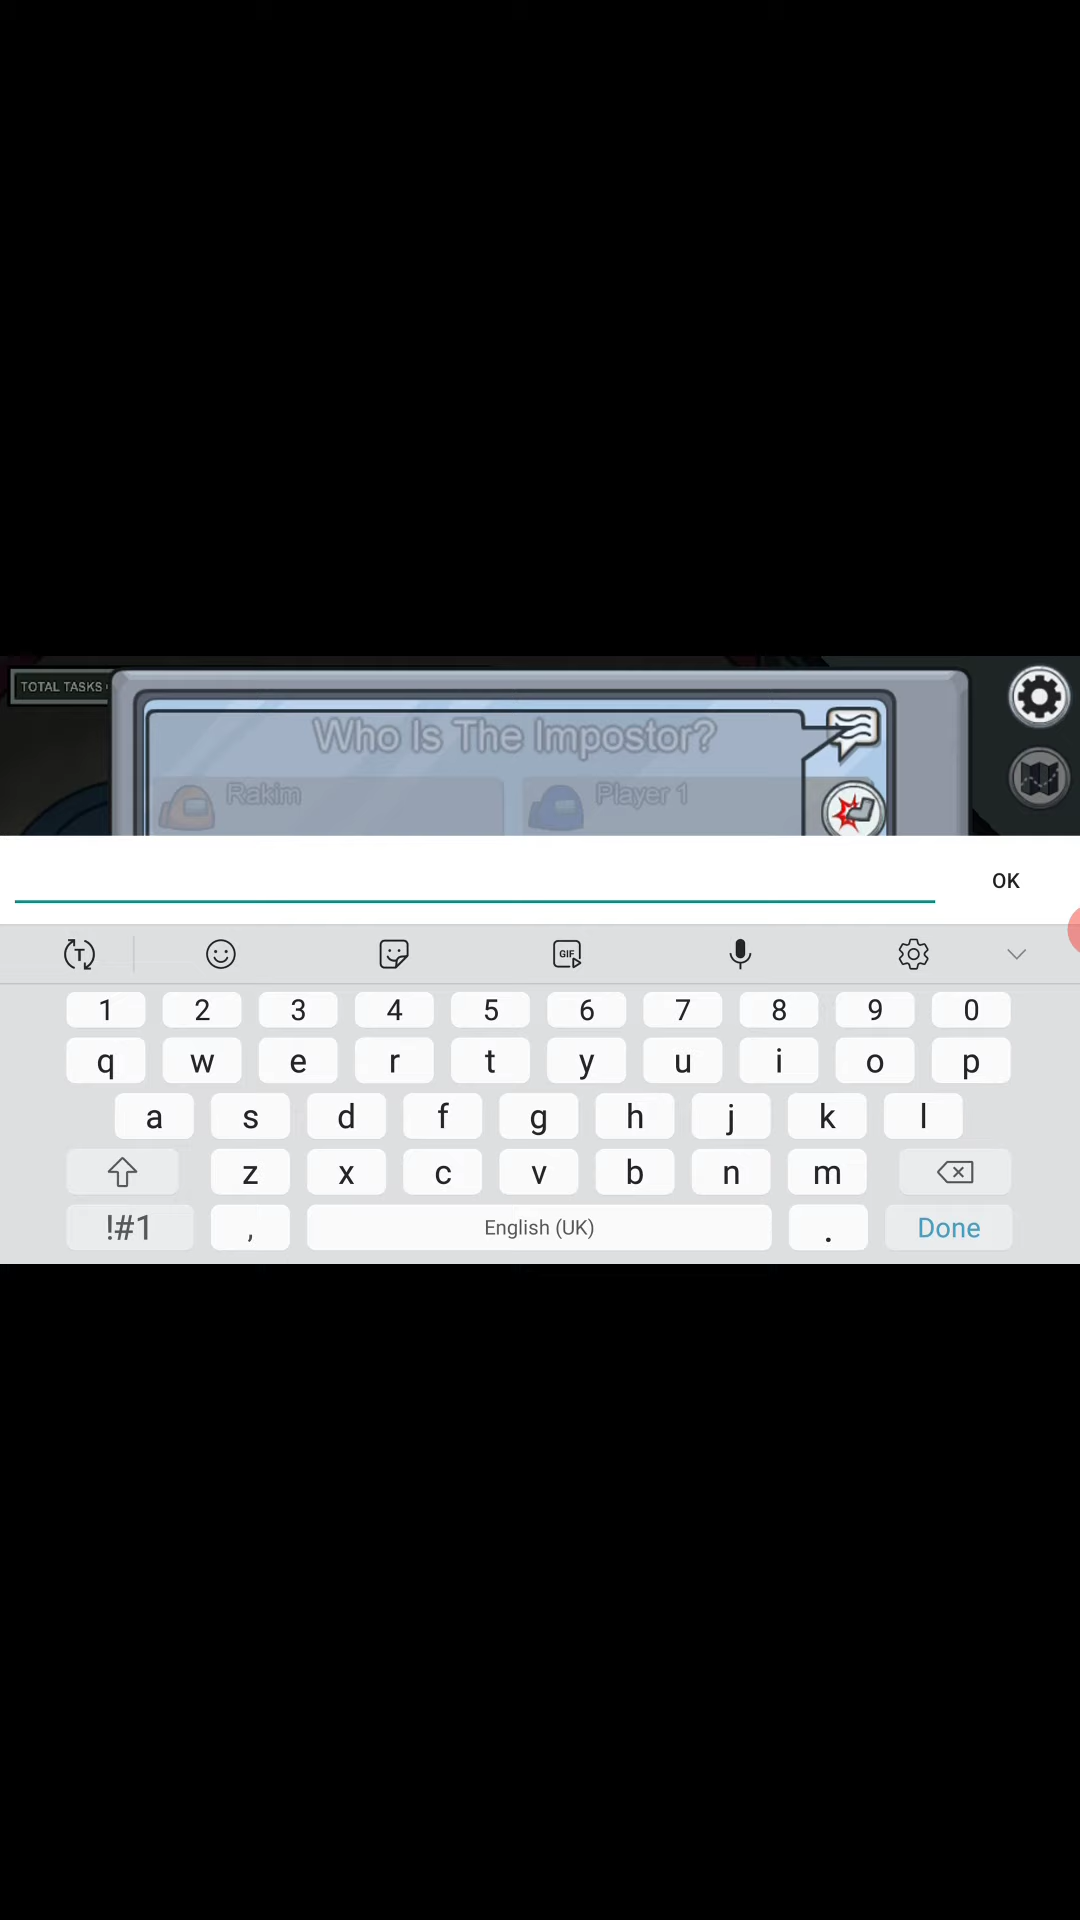 TOTAL TASKS
Who Is The Impostor?
Rakim
Player 1
OK
T
GIF
1 2 3 4 5 6 7 8 9 0
q w e r t y u i o p
a s d f g h j k l
z x c v b n m
!#1 , English (UK) . Done